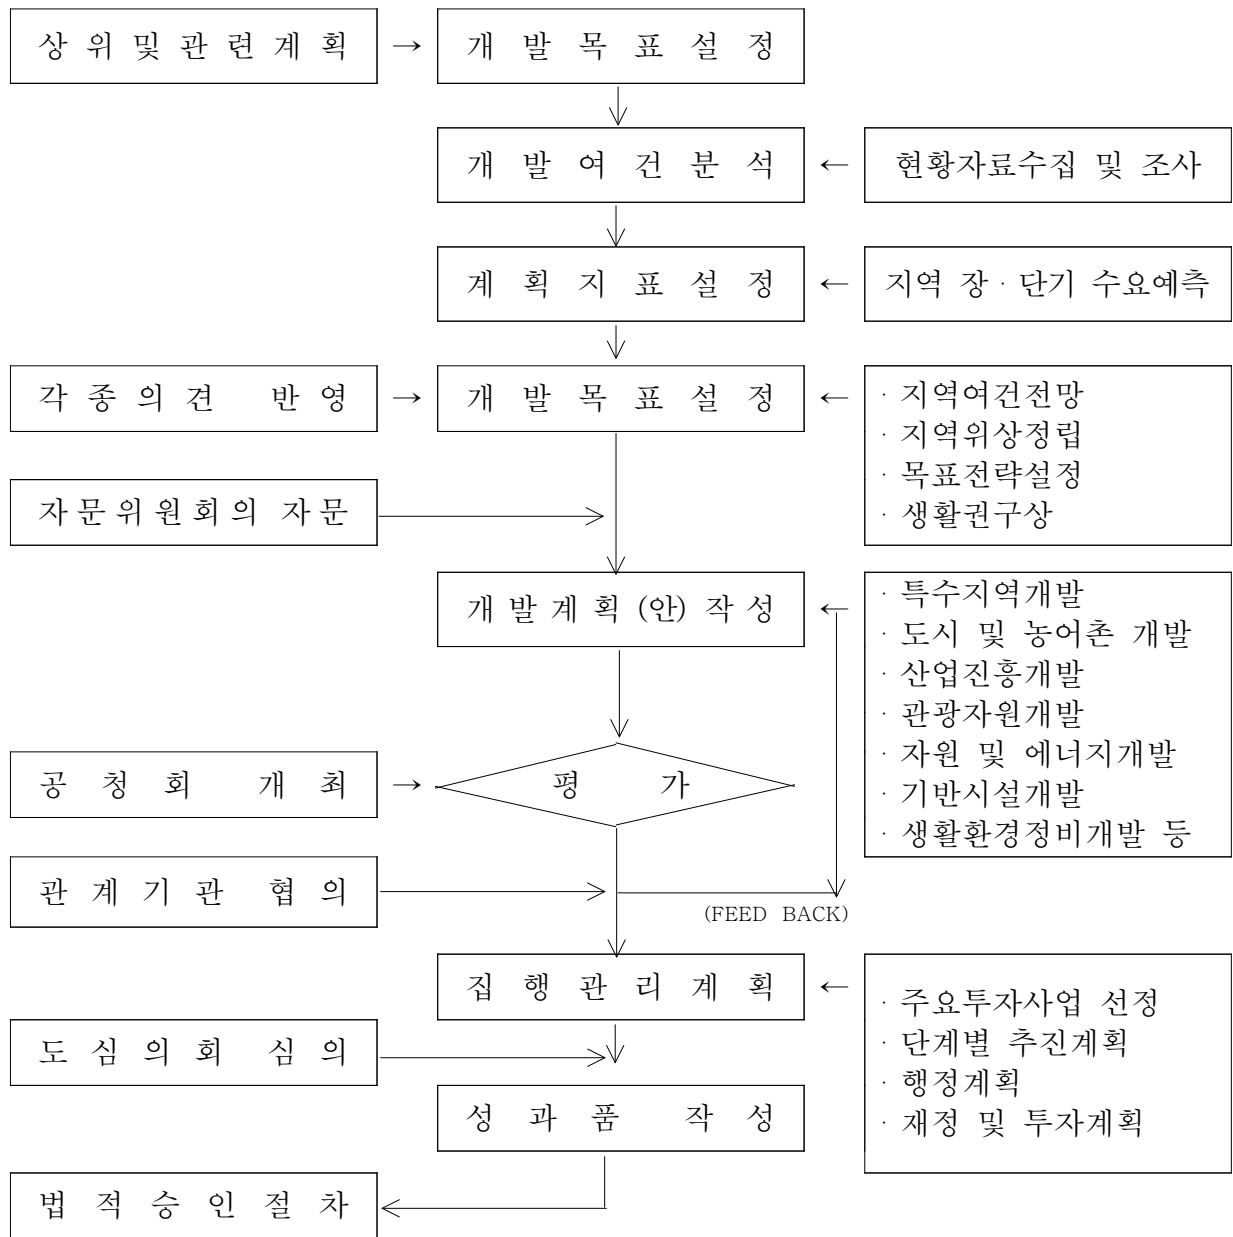 상위및관련계획 → 개발목표설정
개발여건분석 ← 현황자료수집 및 조사
계획지표설정 ← 지역 장·단기 수요예측
각종의견 반영 → 개발목표설정 ←
· 지역여건전망
· 지역위상정립
· 목표전략설정
· 생활권구상
자문위원회의 자문
개발계획(안)작성 ←
· 특수지역개발
· 도시 및 농어촌 개발
· 산업진흥개발
· 관광자원개발
· 자원 및 에너지개발
· 기반시설개발
· 생활환경정비개발 등
공청회 개최 → 평 가
관계기관 협의
(FEED BACK)
집행관리계획 ←
· 주요투자사업 선정
· 단계별 추진계획
· 행정계획
· 재정 및 투자계획
도심의회 심의
성과품 작성
법적승인절차